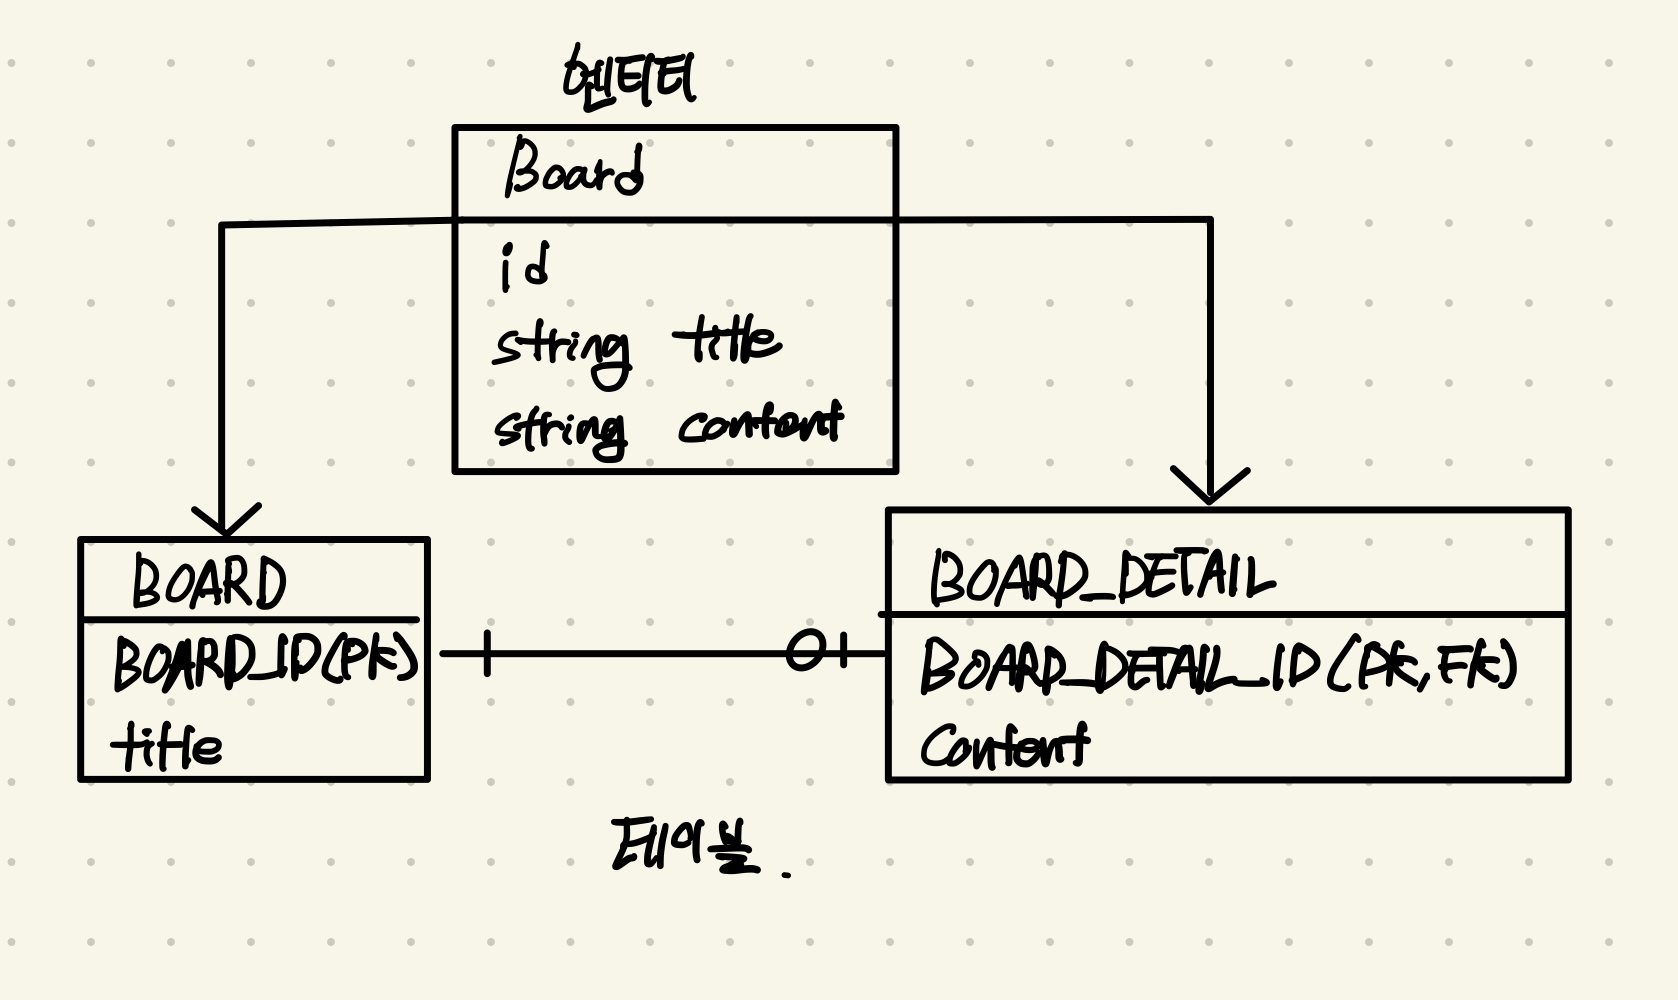 엔터티
Board
id
string title
string content
BOARD
BOARD_ID(PK)
title
BOARD_DETAIL
BOARD_DETAIL_ID(PK,FK)
Content
테이블.